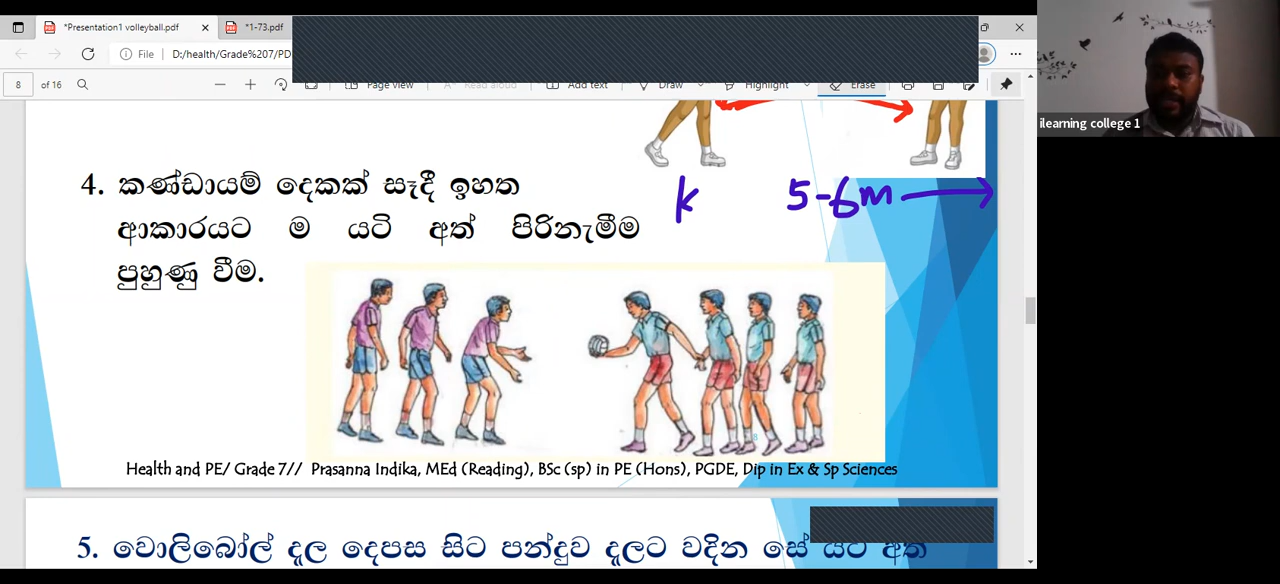 *Presentation1 volleyball.pdf
*1-73.pdf
File D:/health/Grade%207/PD
8 of 16
Page view
Read aloud
Add text
Draw
Highlight
Erase
ilearning college 1
4. කණ්ඩායම් දෙකක් සෑදී ඉහත
ආකාරයට ම යටි අත් පිරිනැමීම
පුහුණු වීම.
k 5-6m
8
Health and PE/ Grade 7// Prasanna Indika, MEd (Reading), BSc (sp) in PE (Hons), PGDE, Dip in Ex & Sp Sciences
5. වොලිබෝල් දූල දෙපස සිට පන්දුව දූලට වදින සේ යටි අත්